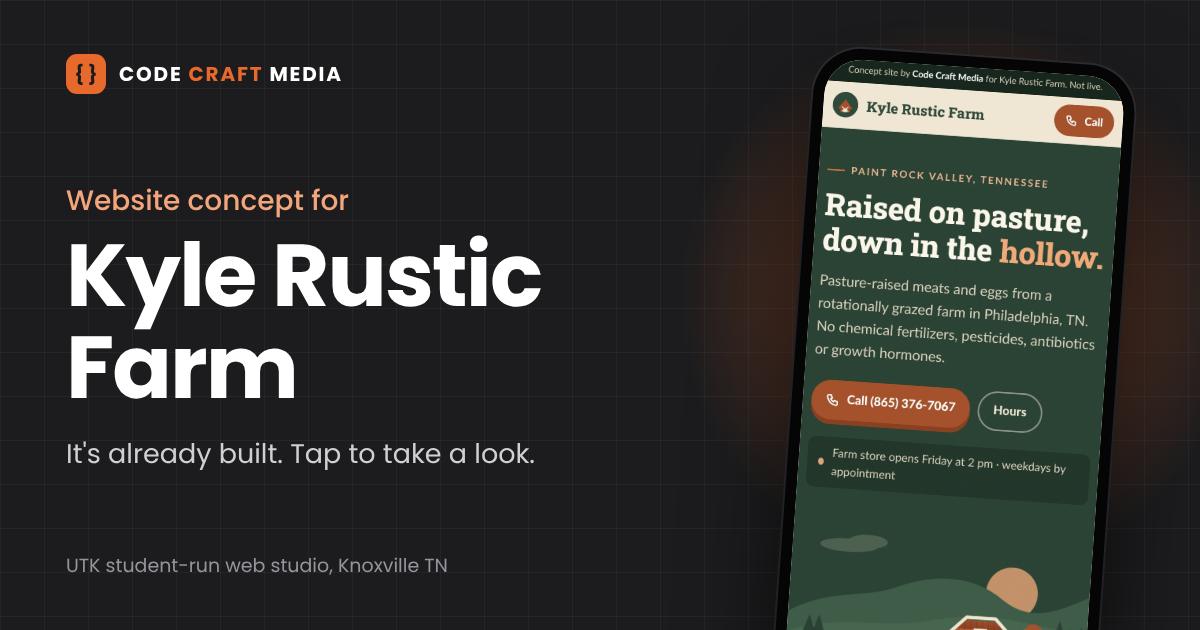 { } CODE CRAFT MEDIA
Website concept for
Kyle Rustic
Farm
It's already built. Tap to take a look.
UTK student-run web studio, Knoxville TN
Concept site by Code Craft Media for Kyle Rustic Farm. Not live.
Kyle Rustic Farm
Call
PAINT ROCK VALLEY, TENNESSEE
Raised on pasture,
down in the hollow.
Pasture-raised meats and eggs from a
rotationally grazed farm in Philadelphia, TN.
No chemical fertilizers, pesticides, antibiotics
or growth hormones.
Call (865) 376-7067
Hours
Farm store opens Friday at 2 pm · weekdays by
appointment